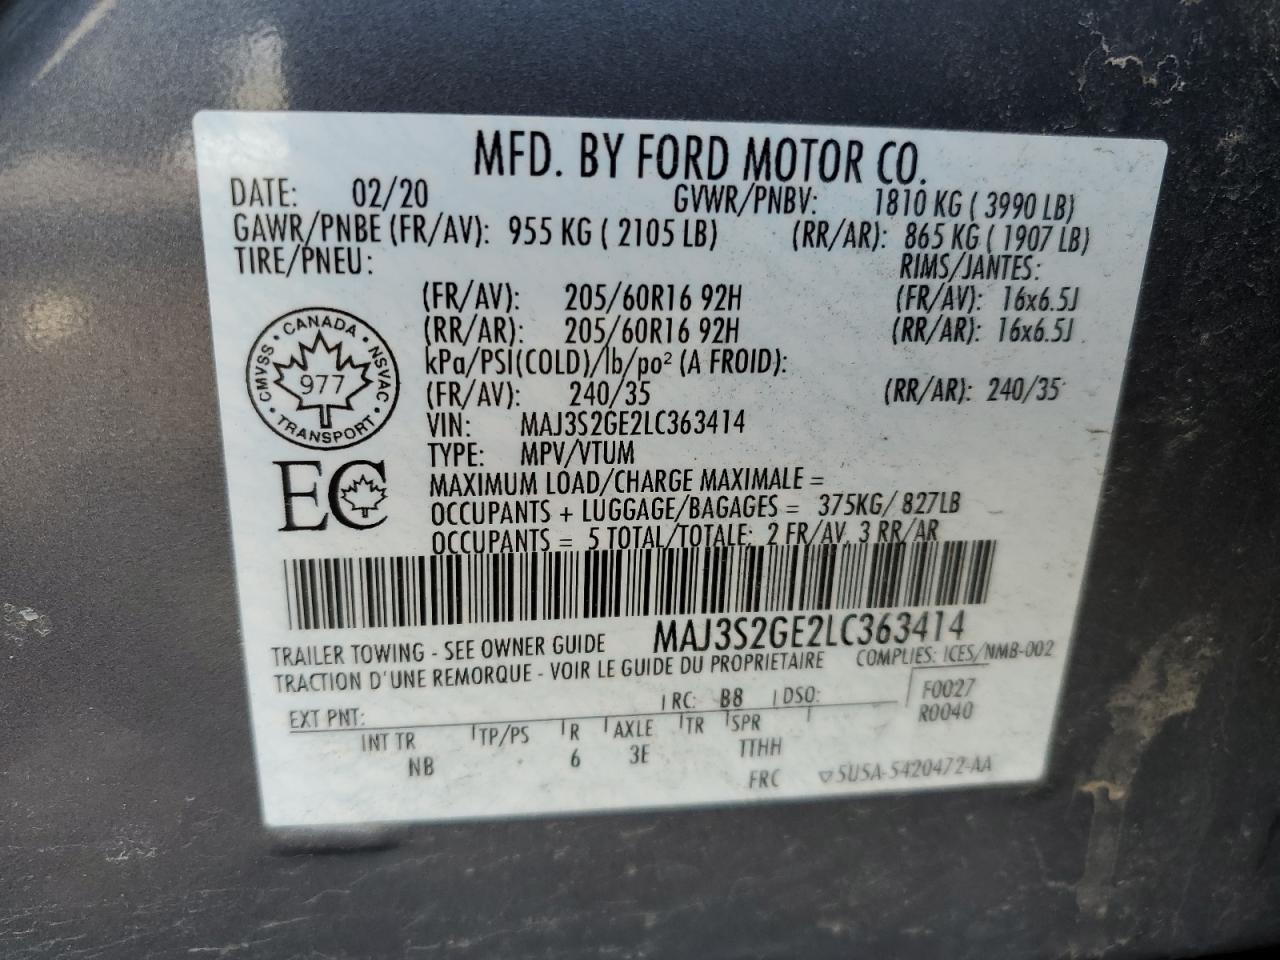 MFD. BY FORD MOTOR CO.
DATE: 02/20 GVWR/PNBV: 1810 KG ( 3990 LB)
GAWR/PNBE (FR/AV): 955 KG ( 2105 LB) (RR/AR): 865 KG ( 1907 LB)
TIRE/PNEU: RIMS/JANTES:
(FR/AV): 205/60R16 92H (FR/AV): 16x6.5J
(RR/AR): 205/60R16 92H (RR/AR): 16x6.5J
kPa/PSI(COLD)/lb/po² (A FROID):
(FR/AV): 240/35 (RR/AR): 240/35
VIN: MAJ3S2GE2LC363414
TYPE: MPV/VTUM
CANADA • NSVAC • TRANSPORT • CMVSS •
977
EC
MAXIMUM LOAD/CHARGE MAXIMALE =
OCCUPANTS + LUGGAGE/BAGAGES = 375KG/ 827LB
OCCUPANTS = 5 TOTAL/TOTALE: 2 FR/AV, 3 RR/AR
MAJ3S2GE2LC363414
TRAILER TOWING - SEE OWNER GUIDE COMPLIES: ICES/NMB-002
TRACTION D'UNE REMORQUE - VOIR LE GUIDE DU PROPRIETAIRE
EXT PNT: RC: B8 DSO: F0027
R0040
INT TR TP/PS R AXLE TR SPR
NB 6 3E TTHH
FRC ▽5U5A-5420472-AA